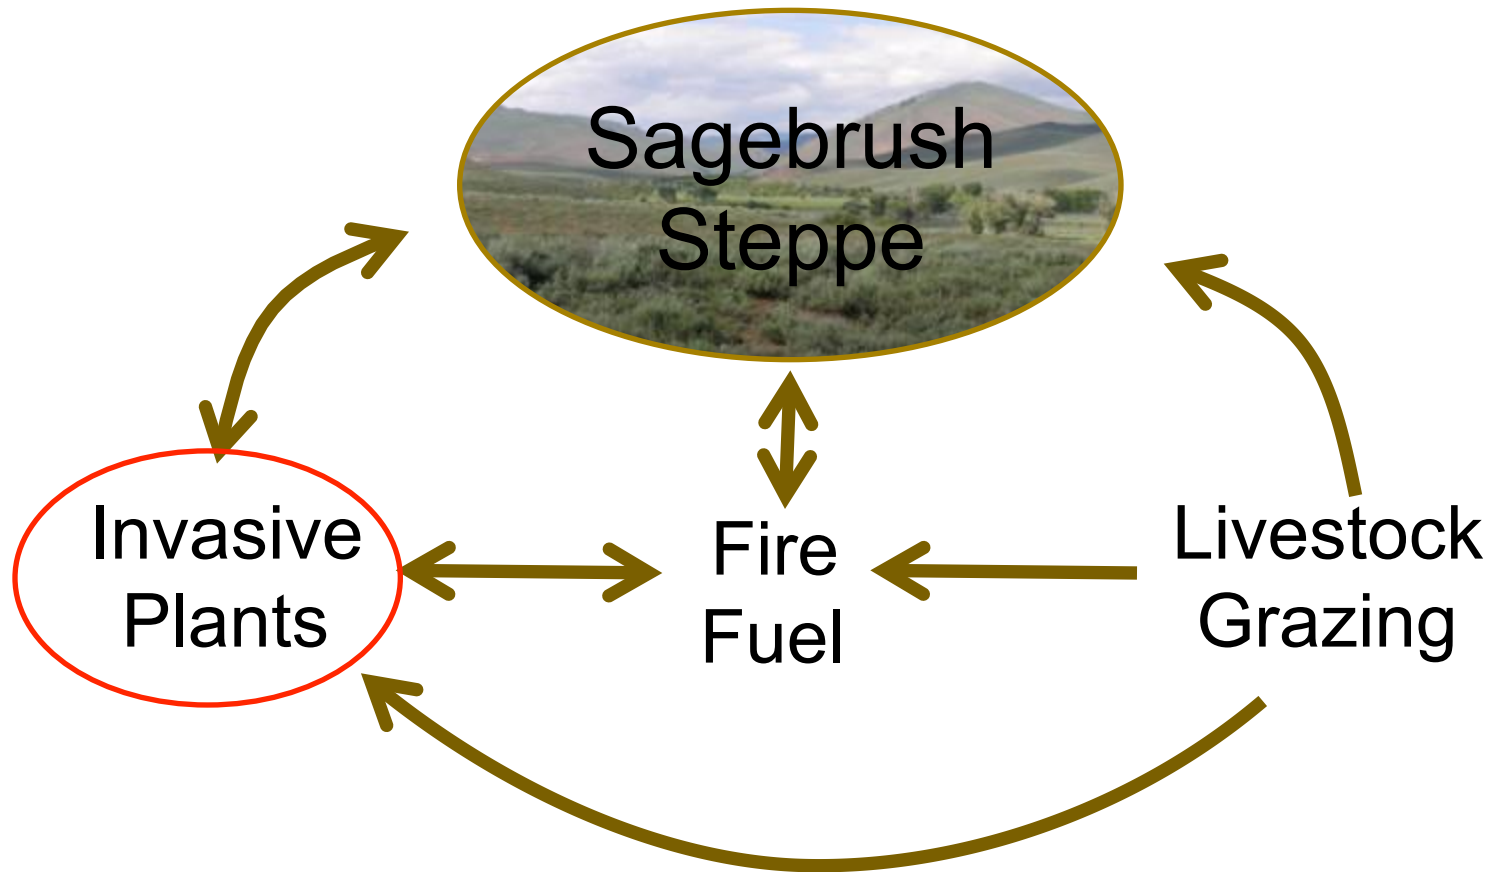 Sagebrush
Steppe
Invasive
Plants
Fire
Fuel
Livestock
Grazing